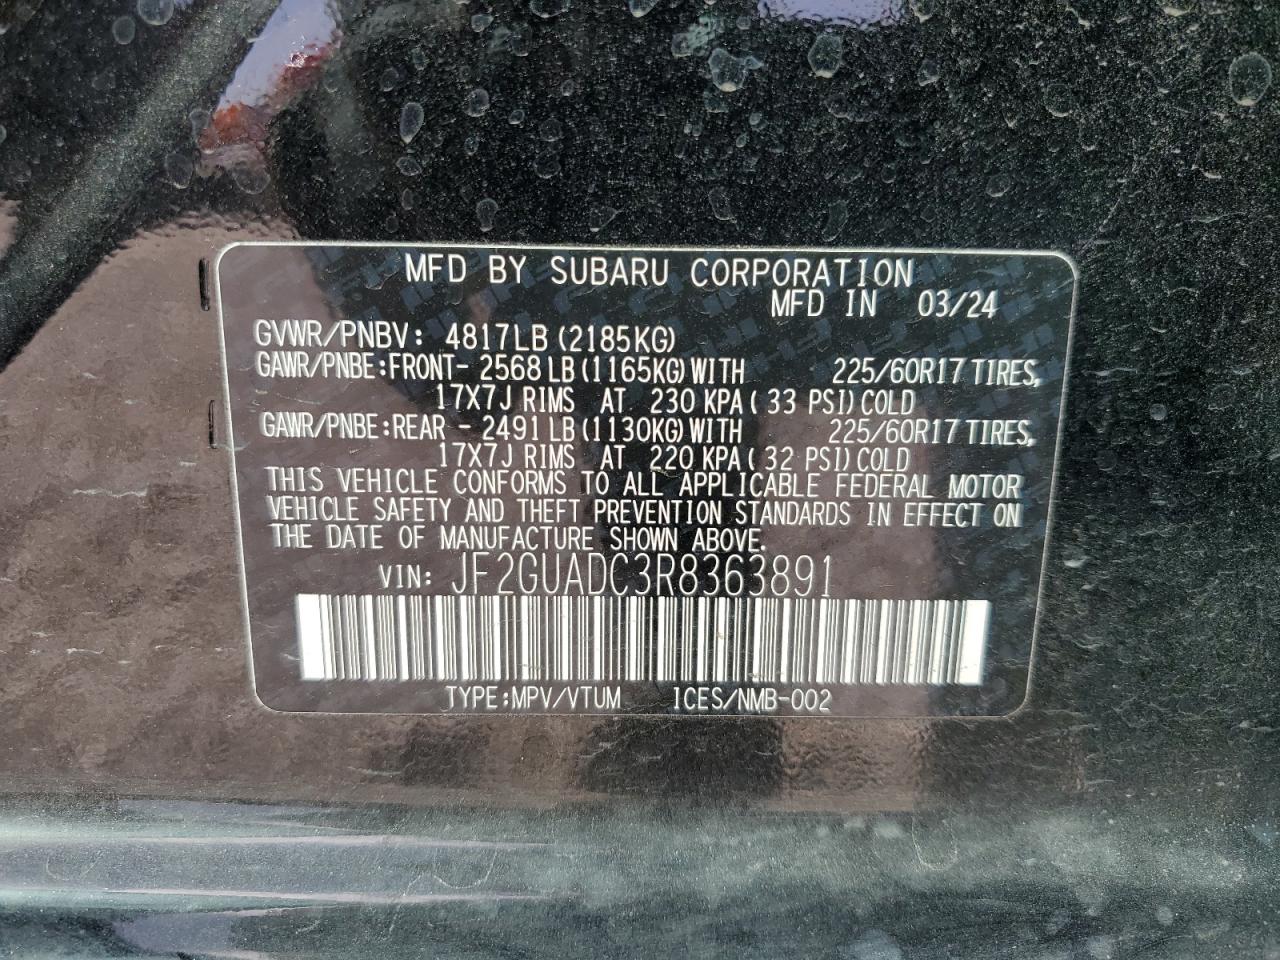 MFD BY SUBARU CORPORATION
MFD IN 03/24
GVWR/PNBV: 4817LB (2185KG)
GAWR/PNBE:FRONT- 2568 LB (1165KG) WITH 225/60R17 TIRES,
17X7J RIMS AT 230 KPA ( 33 PSI) COLD
GAWR/PNBE:REAR - 2491 LB (1130KG) WITH 225/60R17 TIRES,
17X7J RIMS AT 220 KPA ( 32 PSI) COLD
THIS VEHICLE CONFORMS TO ALL APPLICABLE FEDERAL MOTOR
VEHICLE SAFETY AND THEFT PREVENTION STANDARDS IN EFFECT ON
THE DATE OF MANUFACTURE SHOWN ABOVE.
VIN: JF2GUADC3R8363891
TYPE:MPV/VTUM ICES/NMB-002